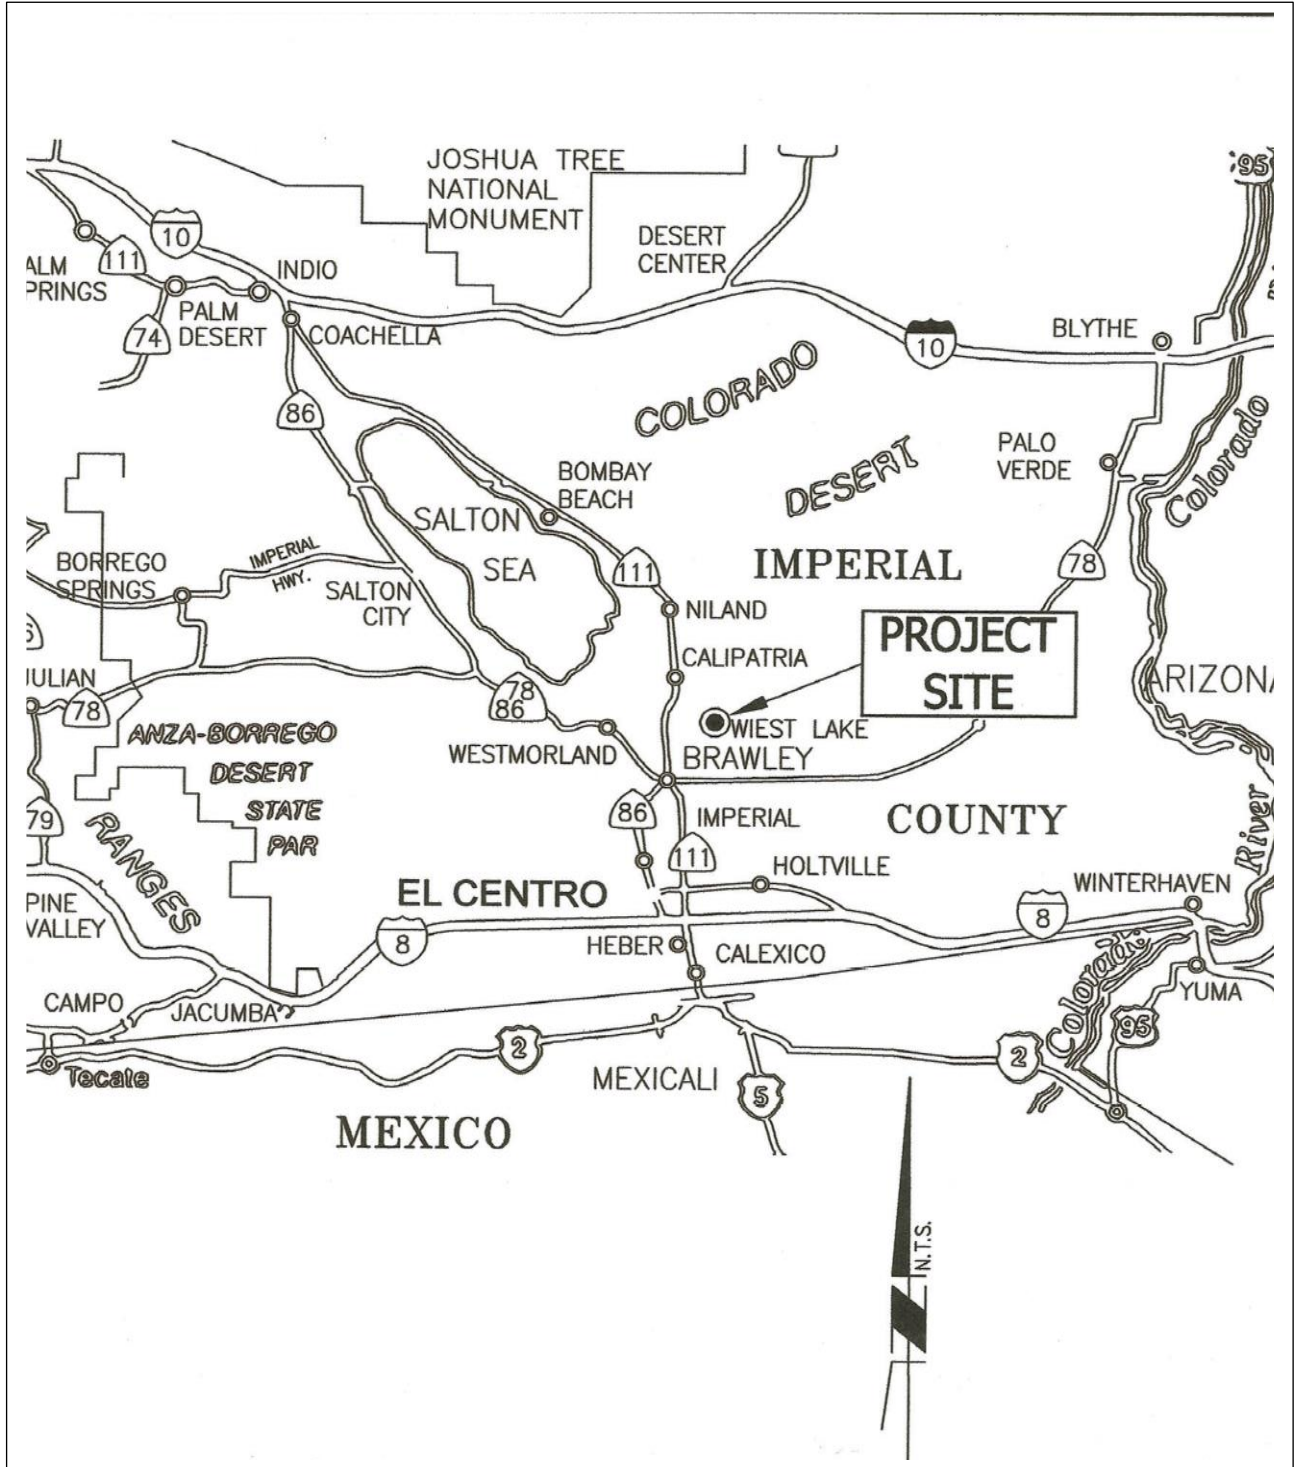 JOSHUA TREE
NATIONAL
MONUMENT
95
10
DESERT
CENTER
111
ALM
PRINGS
INDIO
PALM
DESERT
74
COACHELLA
10
BLYTHE
86
COLORADO
DESERT
PALO
VERDE
Colorado
BOMBAY
BEACH
SALTON
SEA
IMPERIAL
78
BORREGO
SPRINGS
IMPERIAL
HWY.
SALTON
CITY
111
NILAND
CALIPATRIA
PROJECT
SITE
ARIZONA
JULIAN
78
78
86
WIEST LAKE
ANZA-BORREGO
DESERT
STATE
PAR
WESTMORLAND
BRAWLEY
79
RANGES
86
IMPERIAL
COUNTY
River
111
HOLTVILLE
EL CENTRO
WINTERHAVEN
PINE
VALLEY
8
8
HEBER
CALEXICO
Colorado
YUMA
CAMPO
JACUMBA
95
2
2
Tecate
MEXICALI
5
MEXICO
N.T.S.